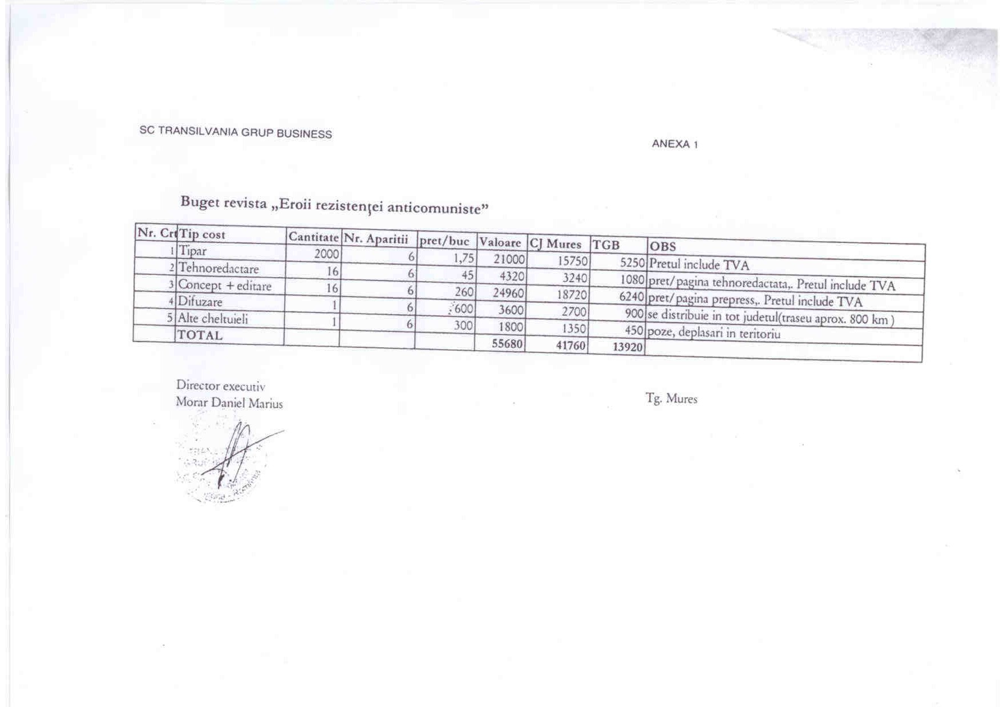 SC TRANSILVANIA GRUP BUSINESS
ANEXA 1
Buget revista „Eroii rezistenţei anticomuniste”
Nr. Crt Tip cost Cantitate Nr. Aparitii pret/buc Valoare CJ Mures TGB OBS
1 Tipar 2000 6 1,75 21000 15750 5250 Pretul include TVA
2 Tehnoredactare 16 6 45 4320 3240 1080 pret/pagina tehnoredactata,. Pretul include TVA
3 Concept + editare 16 6 260 24960 18720 6240 pret/pagina prepress,. Pretul include TVA
4 Difuzare 1 6 600 3600 2700 900 se distribuie in tot judetul(traseu aprox. 800 km )
5 Alte cheltuieli 1 6 300 1800 1350 450 poze, deplasari in teritoriu
TOTAL 55680 41760 13920
Director executiv
Morar Daniel Marius
Tg. Mures